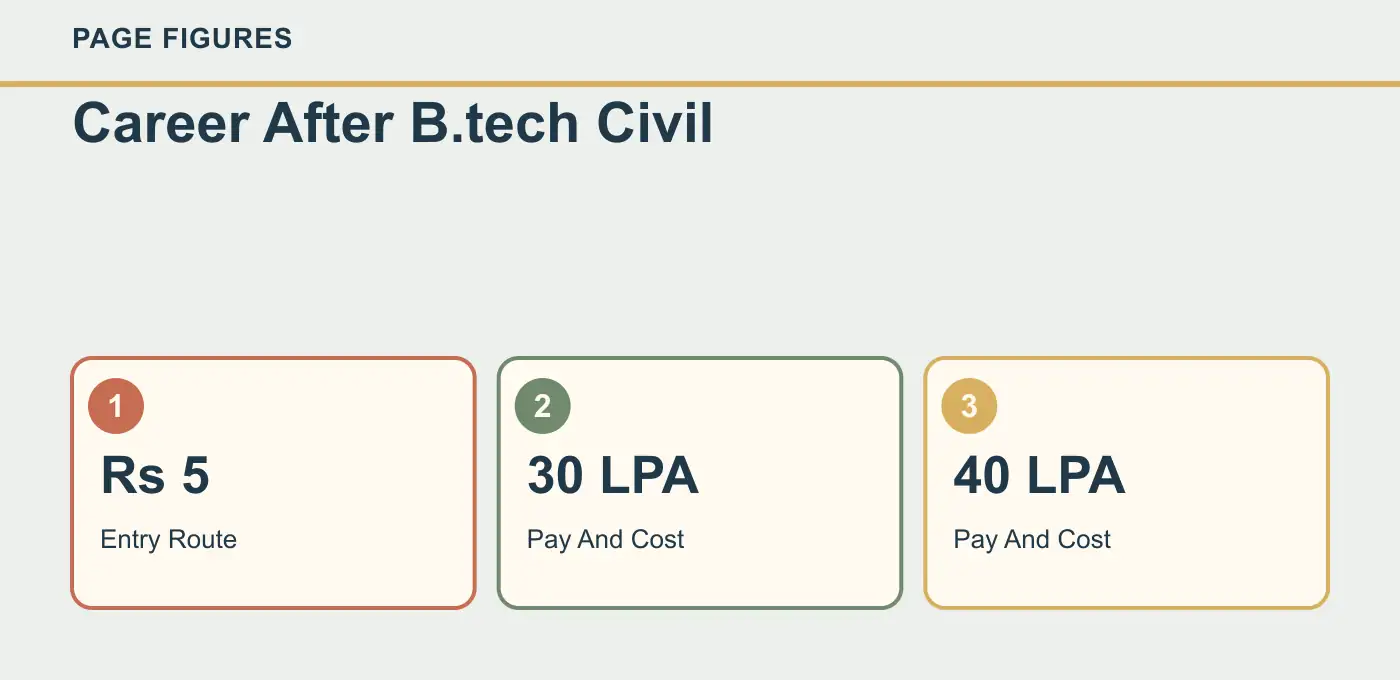 PAGE FIGURES
Career After B.tech Civil
1
Rs 5
Entry Route
2
30 LPA
Pay And Cost
3
40 LPA
Pay And Cost